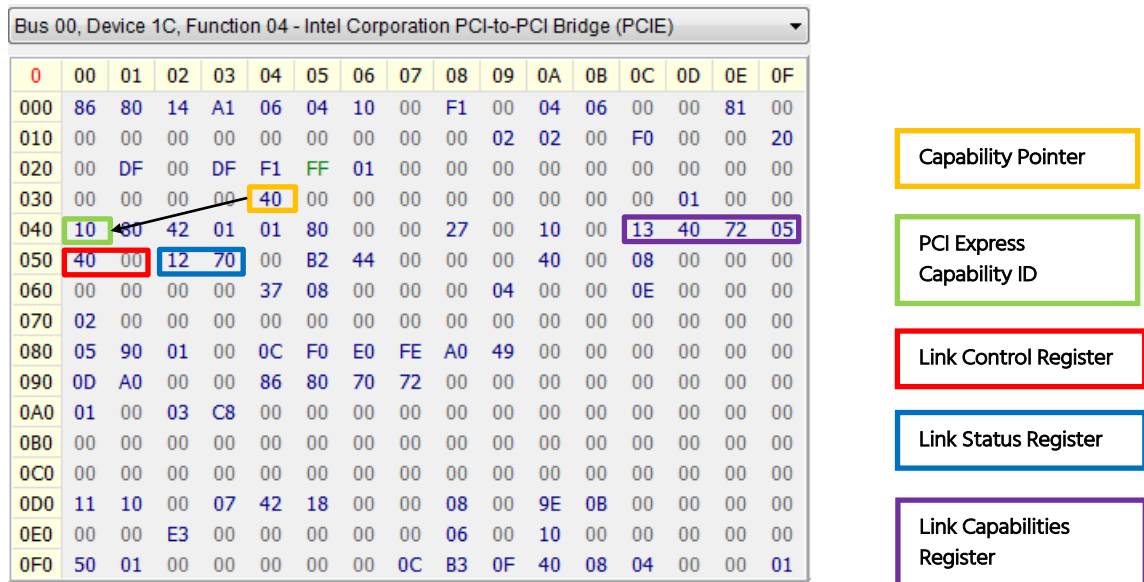 Bus 00, Device 1C, Function 04 - Intel Corporation PCI-to-PCI Bridge (PCIE)
0 00 01 02 03 04 05 06 07 08 09 0A 0B 0C 0D 0E 0F
000 86 80 14 A1 06 04 10 00 F1 00 04 06 00 00 81 00
010 00 00 00 00 00 00 00 00 00 02 02 00 F0 00 00 20
020 00 DF 00 DF F1 FF 01 00 00 00 00 00 00 00 00 00
030 00 00 00 00 40 00 00 00 00 00 00 00 00 01 00 00
040 10 80 42 01 01 80 00 00 27 00 10 00 13 40 72 05
050 40 00 12 70 00 B2 44 00 00 00 40 00 08 00 00 00
060 00 00 00 00 37 08 00 00 00 04 00 00 0E 00 00 00
070 02 00 00 00 00 00 00 00 00 00 00 00 00 00 00 00
080 05 90 01 00 0C F0 E0 FE A0 49 00 00 00 00 00 00
090 0D A0 00 00 86 80 70 72 00 00 00 00 00 00 00 00
0A0 01 00 03 C8 00 00 00 00 00 00 00 00 00 00 00 00
0B0 00 00 00 00 00 00 00 00 00 00 00 00 00 00 00 00
0C0 00 00 00 00 00 00 00 00 00 00 00 00 00 00 00 00
0D0 11 10 00 07 42 18 00 00 08 00 9E 0B 00 00 00 00
0E0 00 00 E3 00 00 00 00 00 06 00 10 00 00 00 00 00
0F0 50 01 00 00 00 00 00 0C B3 0F 40 08 04 00 00 01
Capability Pointer
PCI Express
Capability ID
Link Control Register
Link Status Register
Link Capabilities
Register